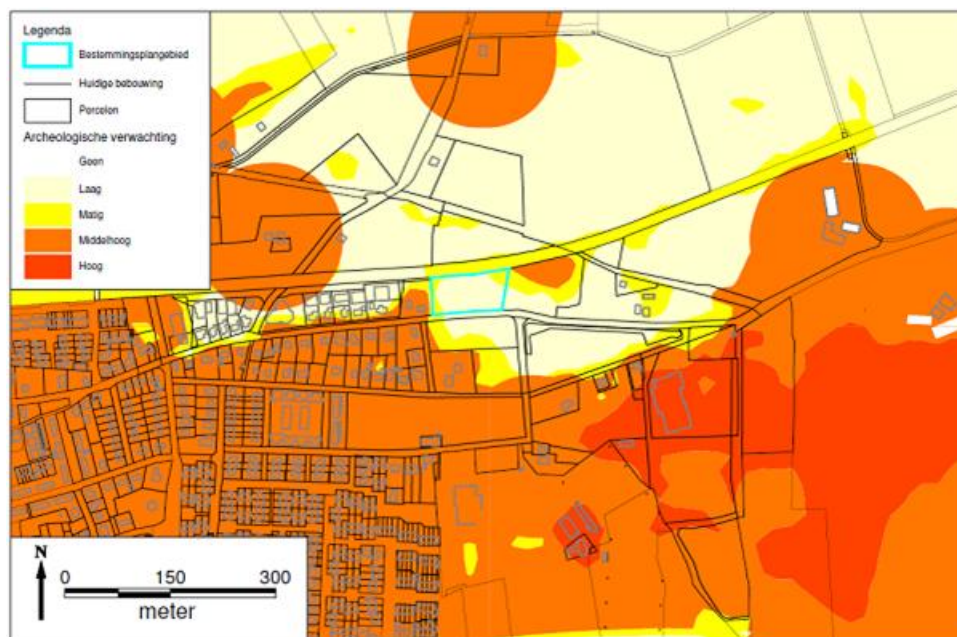 Legenda
Bestemmingsplangebied
Huidige bebouwing
Percelen
Archeologische verwachting
Geen
Laag
Matig
Middelhoog
Hoog
N
0 150 300
meter